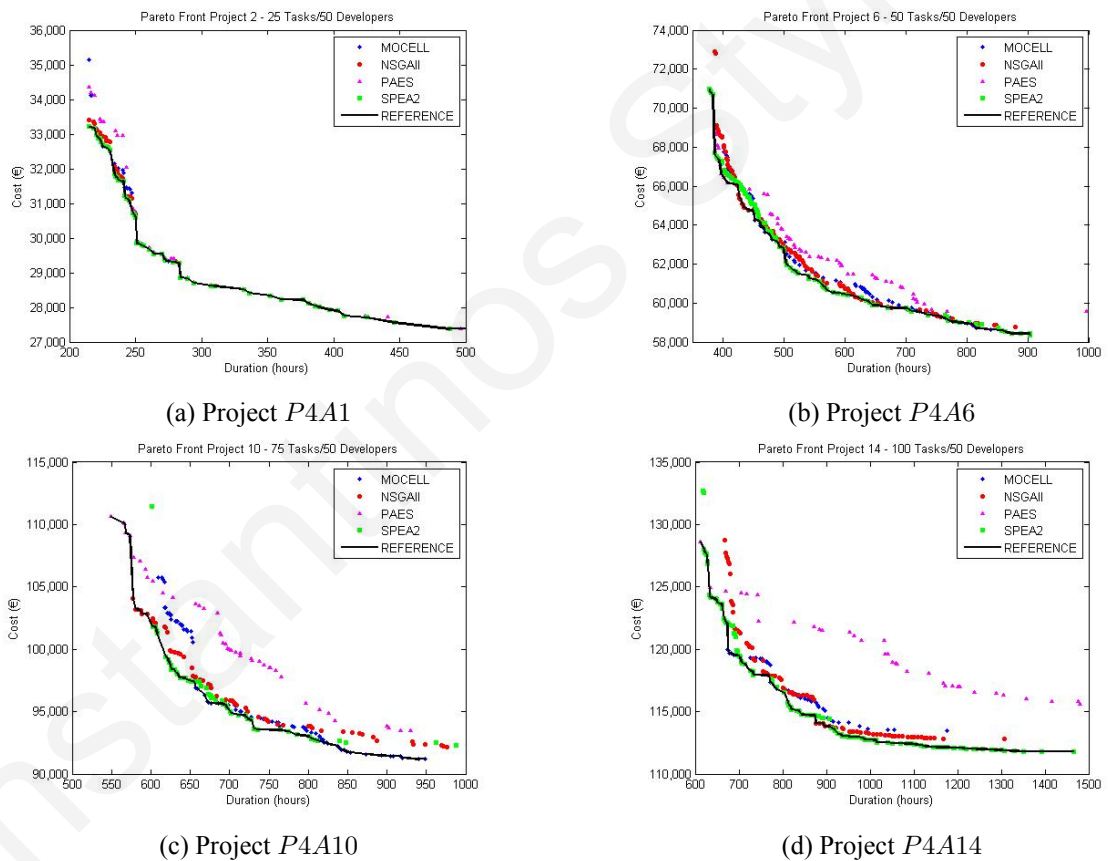 Pareto Front Project 2 - 25 Tasks/50 Developers
36,000
35,000
34,000
33,000
32,000
31,000
30,000
29,000
28,000
27,000
Cost (€)
200 250 300 350 400 450 500
Duration (hours)
MOCELL
NSGAII
PAES
SPEA2
REFERENCE
(a) Project P4A1
Pareto Front Project 6 - 50 Tasks/50 Developers
74,000
72,000
70,000
68,000
66,000
64,000
62,000
60,000
58,000
Cost (€)
400 500 600 700 800 900 1000
Duration (hours)
MOCELL
NSGAII
PAES
SPEA2
REFERENCE
(b) Project P4A6
Pareto Front Project 10 - 75 Tasks/50 Developers
115,000
110,000
105,000
100,000
95,000
90,000
Cost (€)
500 550 600 650 700 750 800 850 900 950 1000
Duration (hours)
MOCELL
NSGAII
PAES
SPEA2
REFERENCE
(c) Project P4A10
Pareto Front Project 14 - 100 Tasks/50 Developers
135,000
130,000
125,000
120,000
115,000
110,000
Cost (€)
600 700 800 900 1000 1100 1200 1300 1400 1500
Duration (hours)
MOCELL
NSGAII
PAES
SPEA2
REFERENCE
(d) Project P4A14
nstantinos Sty